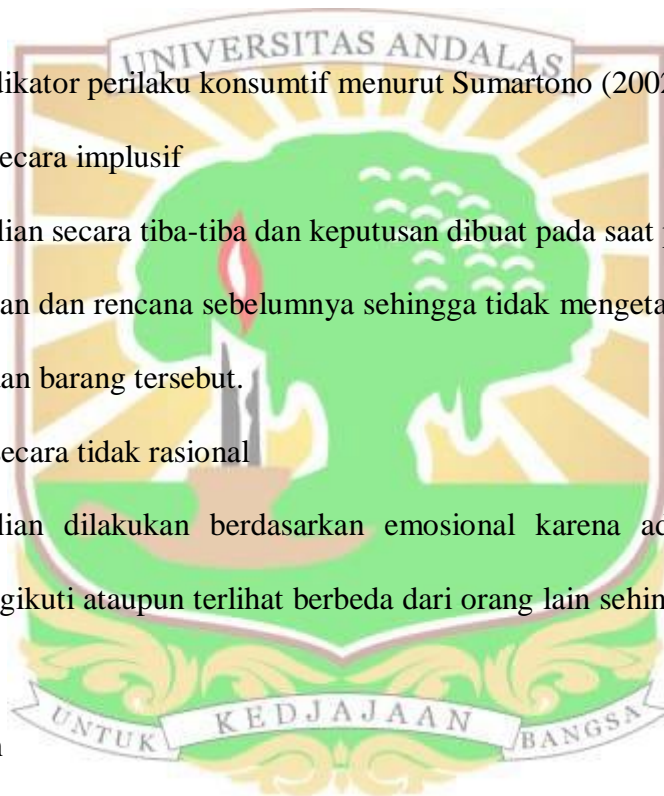 UNIVERSITAS ANDALAS
dikator perilaku konsumtif menurut Sumartono (2002
ecara implusif
lian secara tiba-tiba dan keputusan dibuat pada saat p
an dan rencana sebelumnya sehingga tidak mengeta
an barang tersebut.
ecara tidak rasional
lian dilakukan berdasarkan emosional karena ad
gikuti ataupun terlihat berbeda dari orang lain sehin
UNTUK KEDJAJAAN BANGSA